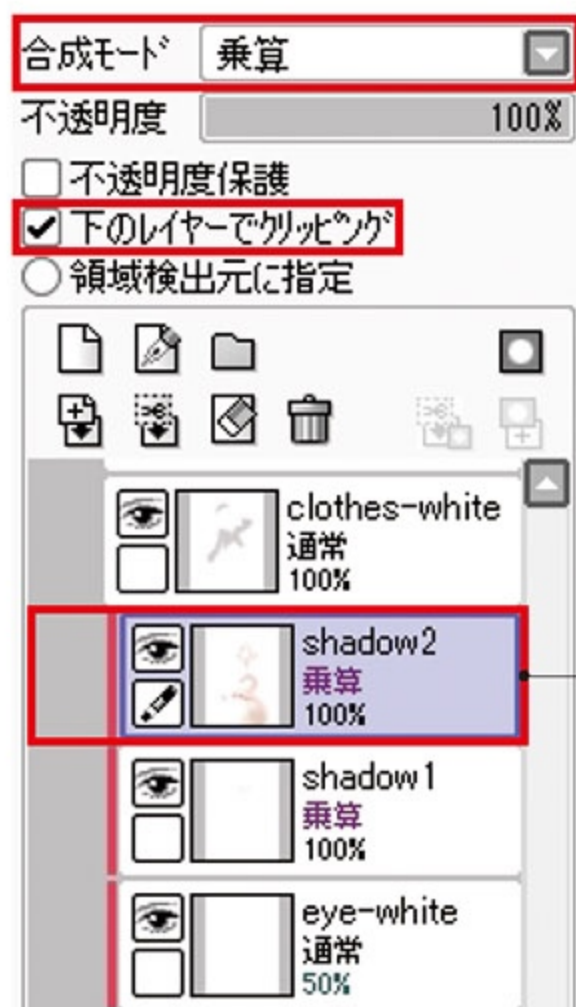 合成モード 乗算
不透明度 100%
不透明度保護
下のレイヤーでクリッピング
領域検出元に指定
clothes-white
通常
100%
shadow2
乗算
100%
shadow1
乗算
100%
eye-white
通常
50%